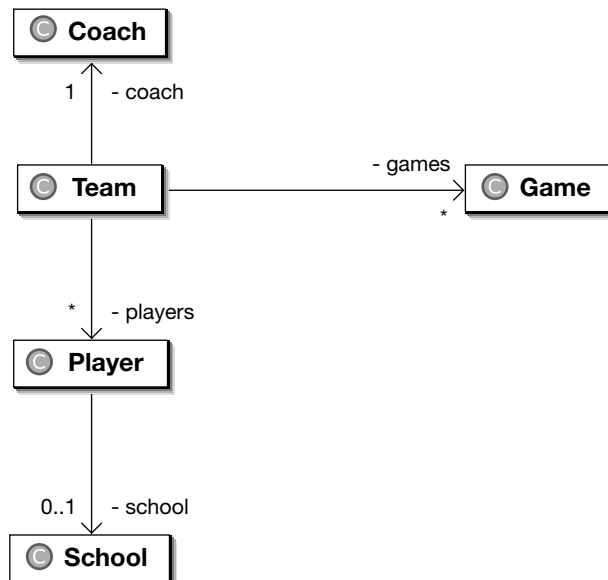 C Coach
1 - coach
C Team
- games
*
C Game
* - players
C Player
0..1 - school
C School